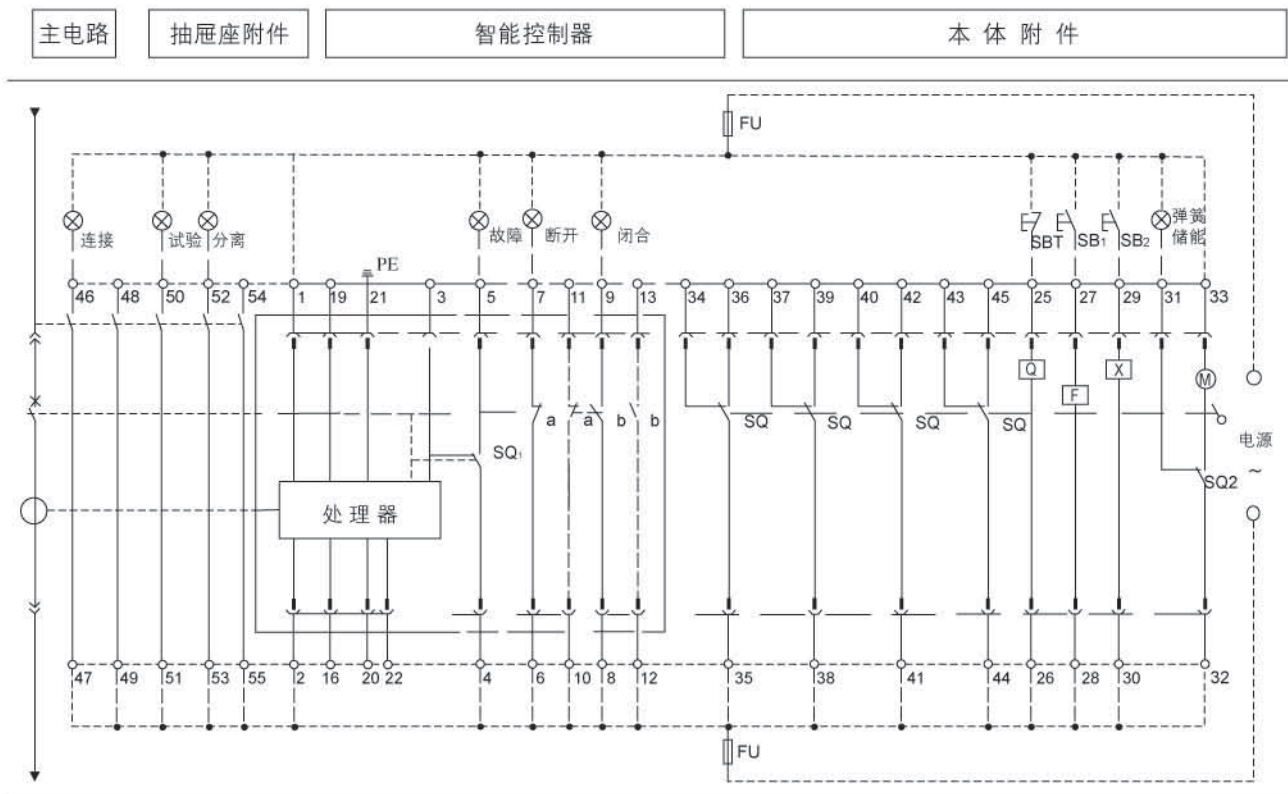 主电路 抽屉座附件 智能控制器 本体附件
FU
连接 试验 分离 故障 断开 闭合 SBT SB1 SB2 弹簧
储能
PE
46 48 50 52 54 1 19 21 3 5 7 11 9 13 34 36 37 39 40 42 43 45 25 27 29 31 33
Q X M
F
a a b b SQ SQ SQ SQ
SQ1
电源
~
SQ2
处理器
47 49 51 53 55 2 16 20 22 4 6 10 8 12 35 38 41 44 26 28 30 32
FU